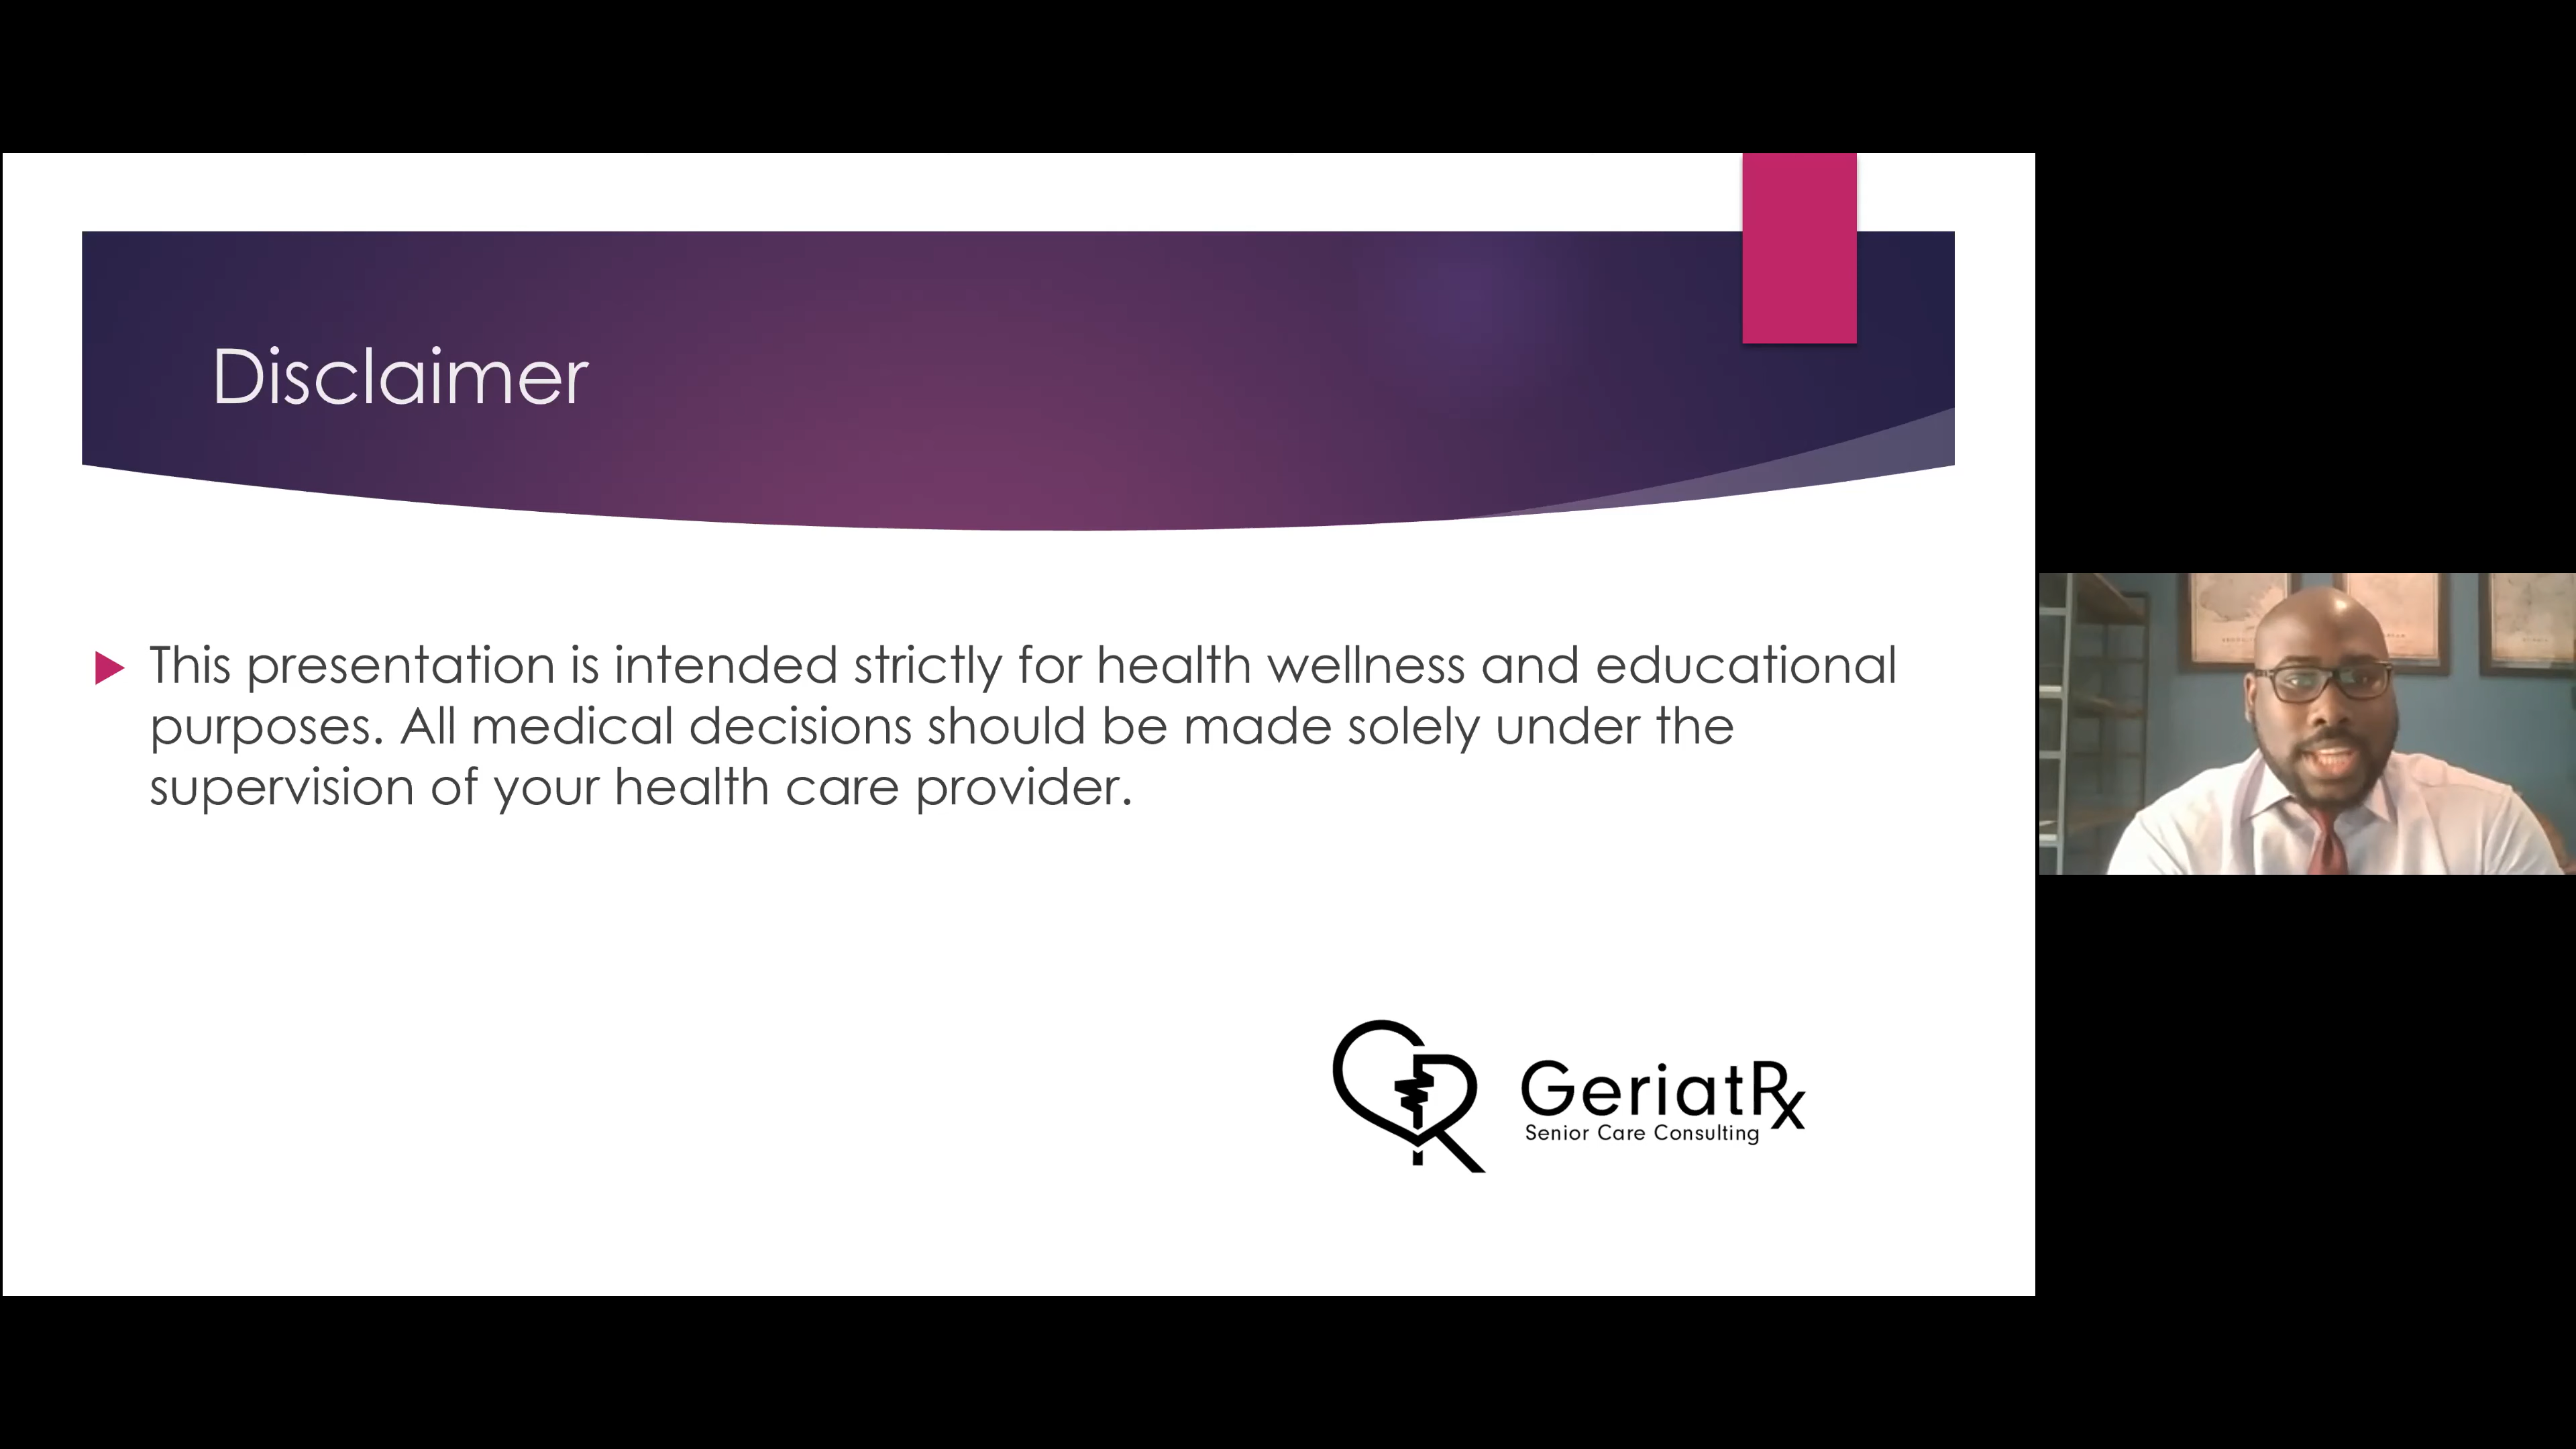 Disclaimer
This presentation is intended strictly for health wellness and educational
purposes. All medical decisions should be made solely under the
supervision of your health care provider.
GeriatRx
Senior Care Consulting